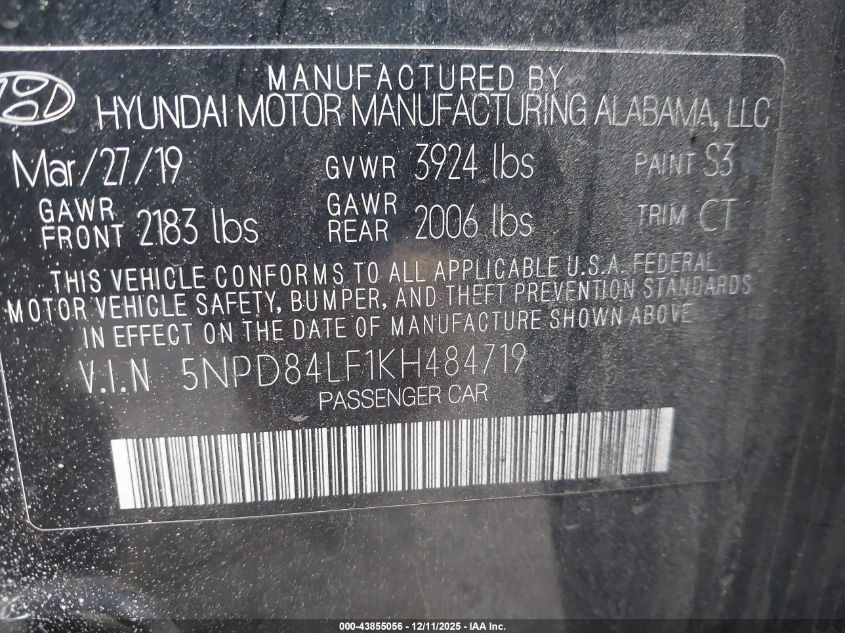 MANUFACTURED BY
HYUNDAI MOTOR MANUFACTURING ALABAMA, LLC
Mar/27/19 GVWR 3924 lbs PAINT S3
GAWR FRONT 2183 lbs GAWR REAR 2006 lbs TRIM CT
THIS VEHICLE CONFORMS TO ALL APPLICABLE U.S.A. FEDERAL
MOTOR VEHICLE SAFETY, BUMPER, AND THEFT PREVENTION STANDARDS
IN EFFECT ON THE DATE OF MANUFACTURE SHOWN ABOVE.
V.I.N 5NPD84LF1KH484719
PASSENGER CAR
000-43855056 - 12/11/2025 - IAA Inc.